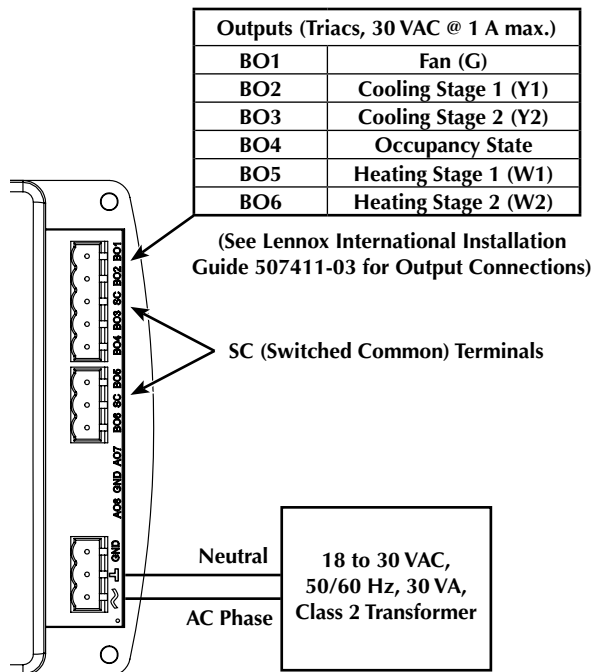 Outputs (Triacs, 30 VAC @ 1 A max.)
BO1 Fan (G)
BO2 Cooling Stage 1 (Y1)
BO3 Cooling Stage 2 (Y2)
BO4 Occupancy State
BO5 Heating Stage 1 (W1)
BO6 Heating Stage 2 (W2)
(See Lennox International Installation
Guide 507411-03 for Output Connections)
BO4 BO3 SC BO2 BO1
SC (Switched Common) Terminals
BO6 SC BO5
AO8 GND AO7
GND
Neutral
AC Phase
18 to 30 VAC,
50/60 Hz, 30 VA,
Class 2 Transformer